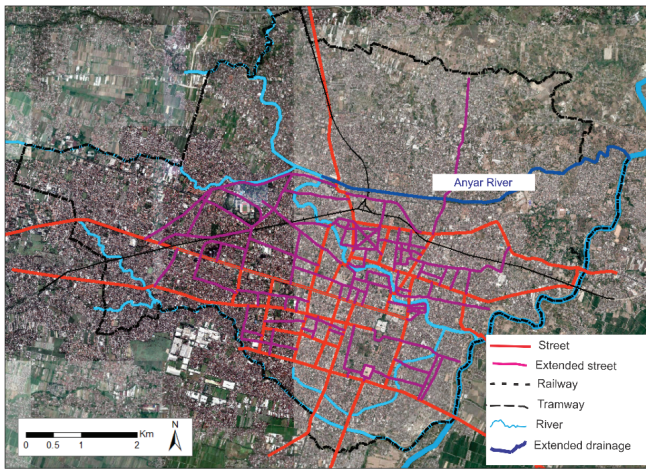 Anyar River
Street
Extended street
Railway
Tramway
River
Extended drainage
N
Km
0 0.5 1 2